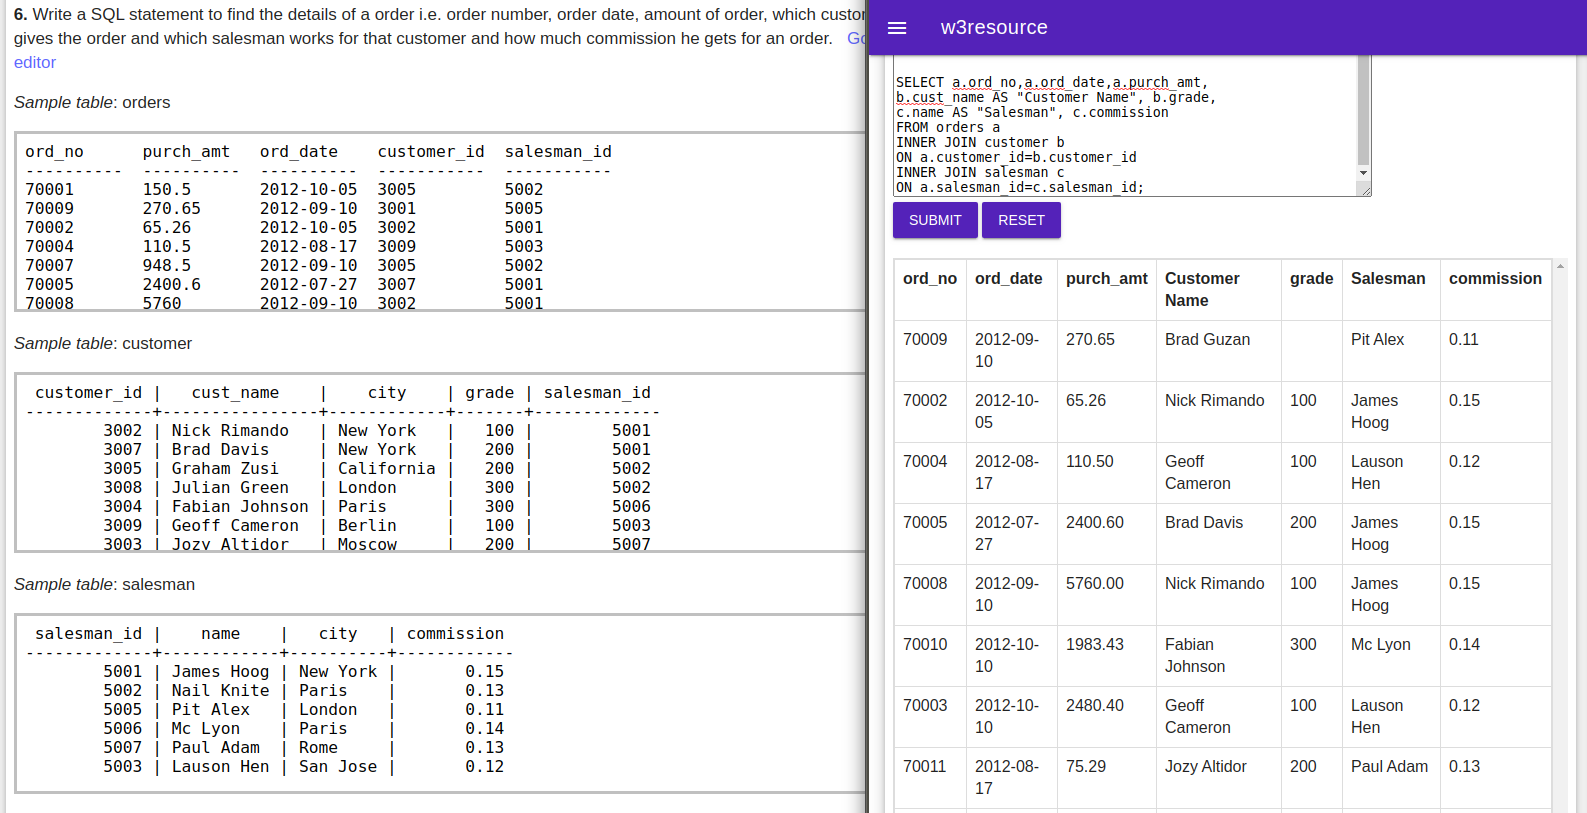 6. Write a SQL statement to find the details of a order i.e. order number, order date, amount of order, which custor
gives the order and which salesman works for that customer and how much commission he gets for an order. Go
editor
Sample table: orders
ord_no purch_amt ord_date customer_id salesman_id
---------- ---------- ---------- ----------- -----------
70001 150.5 2012-10-05 3005 5002
70009 270.65 2012-09-10 3001 5005
70002 65.26 2012-10-05 3002 5001
70004 110.5 2012-08-17 3009 5003
70007 948.5 2012-09-10 3005 5002
70005 2400.6 2012-07-27 3007 5001
70008 5760 2012-09-10 3002 5001
Sample table: customer
customer_id | cust_name | city | grade | salesman_id
-------------+----------------+------------+-------+-------------
3002 | Nick Rimando | New York | 100 | 5001
3007 | Brad Davis | New York | 200 | 5001
3005 | Graham Zusi | California | 200 | 5002
3008 | Julian Green | London | 300 | 5002
3004 | Fabian Johnson | Paris | 300 | 5006
3009 | Geoff Cameron | Berlin | 100 | 5003
3003 | Jozy Altidor | Moscow | 200 | 5007
Sample table: salesman
salesman_id | name | city | commission
-------------+------------+----------+------------
5001 | James Hoog | New York | 0.15
5002 | Nail Knite | Paris | 0.13
5005 | Pit Alex | London | 0.11
5006 | Mc Lyon | Paris | 0.14
5007 | Paul Adam | Rome | 0.13
5003 | Lauson Hen | San Jose | 0.12
w3resource
SELECT a.ord_no,a.ord_date,a.purch_amt,
b.cust_name AS "Customer Name", b.grade,
c.name AS "Salesman", c.commission
FROM orders a
INNER JOIN customer b
ON a.customer_id=b.customer_id
INNER JOIN salesman c
ON a.salesman_id=c.salesman_id;
SUBMIT RESET
ord_no ord_date purch_amt Customer grade Salesman commission
Name
70009 2012-09- 270.65 Brad Guzan Pit Alex 0.11
10
70002 2012-10- 65.26 Nick Rimando 100 James 0.15
05 Hoog
70004 2012-08- 110.50 Geoff 100 Lauson 0.12
17 Cameron Hen
70005 2012-07- 2400.60 Brad Davis 200 James 0.15
27 Hoog
70008 2012-09- 5760.00 Nick Rimando 100 James 0.15
10 Hoog
70010 2012-10- 1983.43 Fabian 300 Mc Lyon 0.14
10 Johnson
70003 2012-10- 2480.40 Geoff 100 Lauson 0.12
10 Cameron Hen
70011 2012-08- 75.29 Jozy Altidor 200 Paul Adam 0.13
17